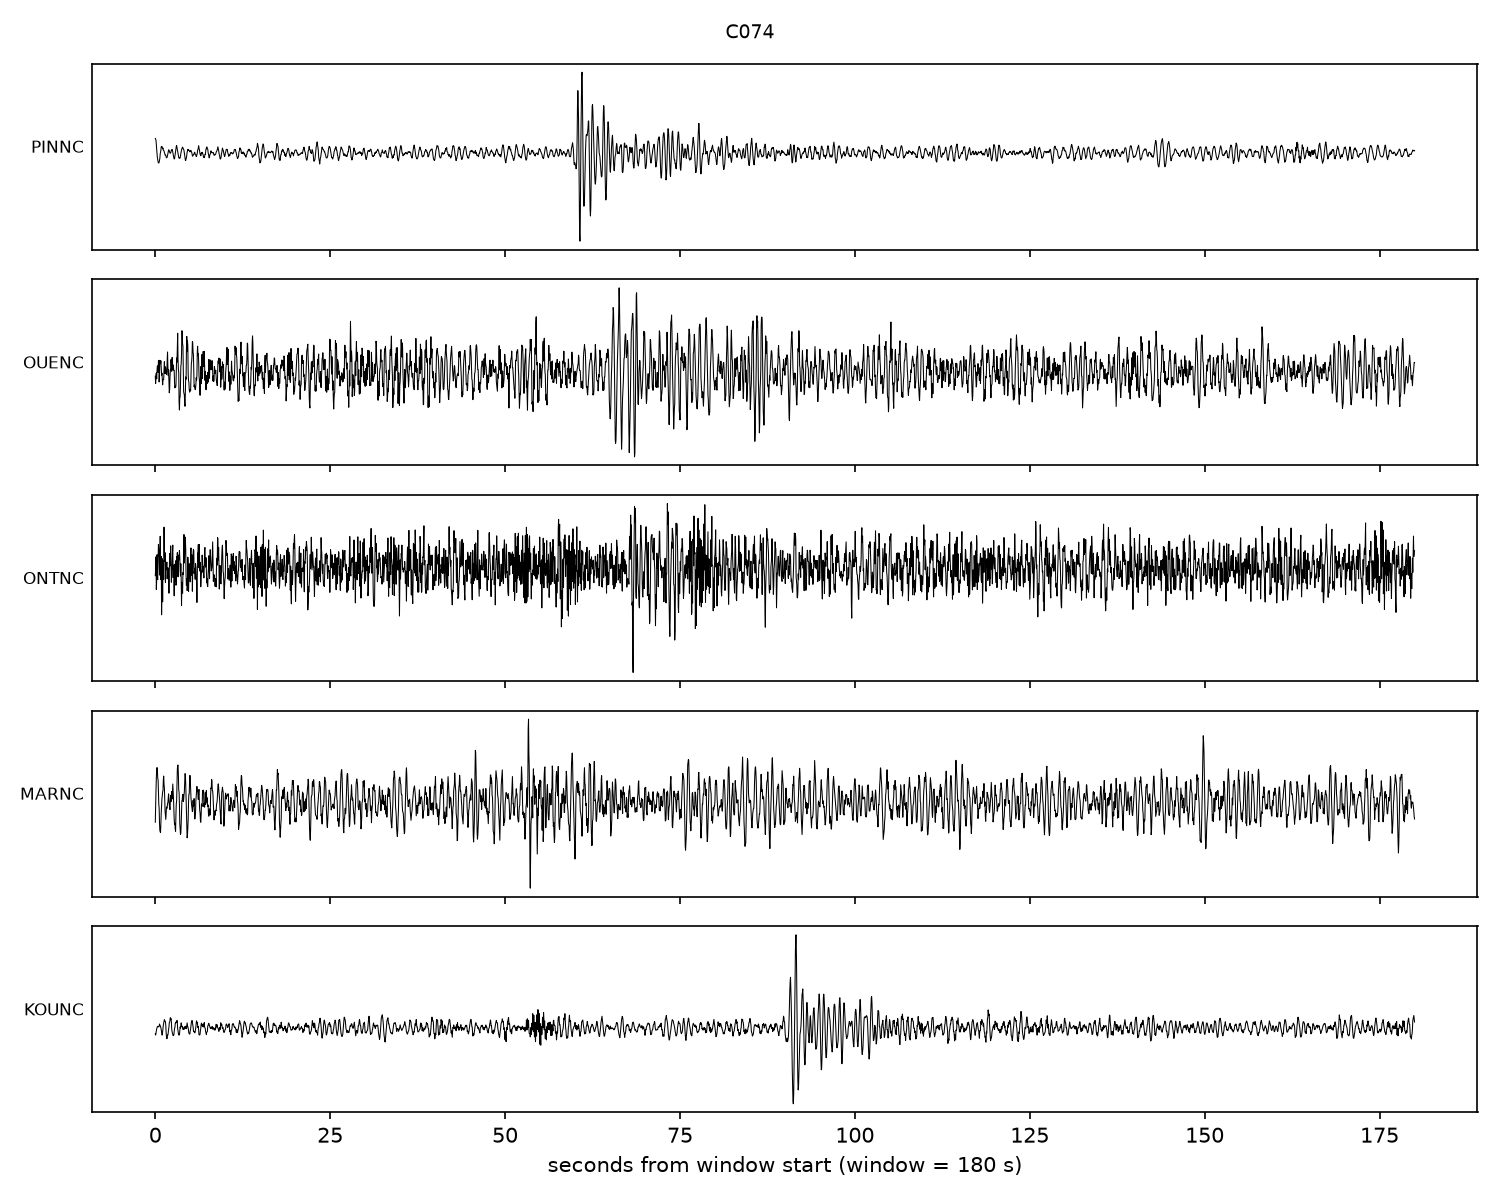 C074
PINNC
OUENC
ONTNC
MARNC
KOUNC
0 25 50 75 100 125 150 175
seconds from window start (window = 180 s)